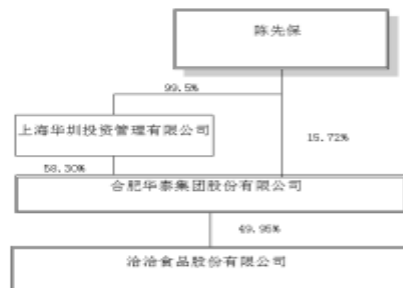 陈先保
99.5%
上海华圳投资管理有限公司
15.72%
58.30%
合肥华泰集团股份有限公司
49.95%
洽洽食品股份有限公司